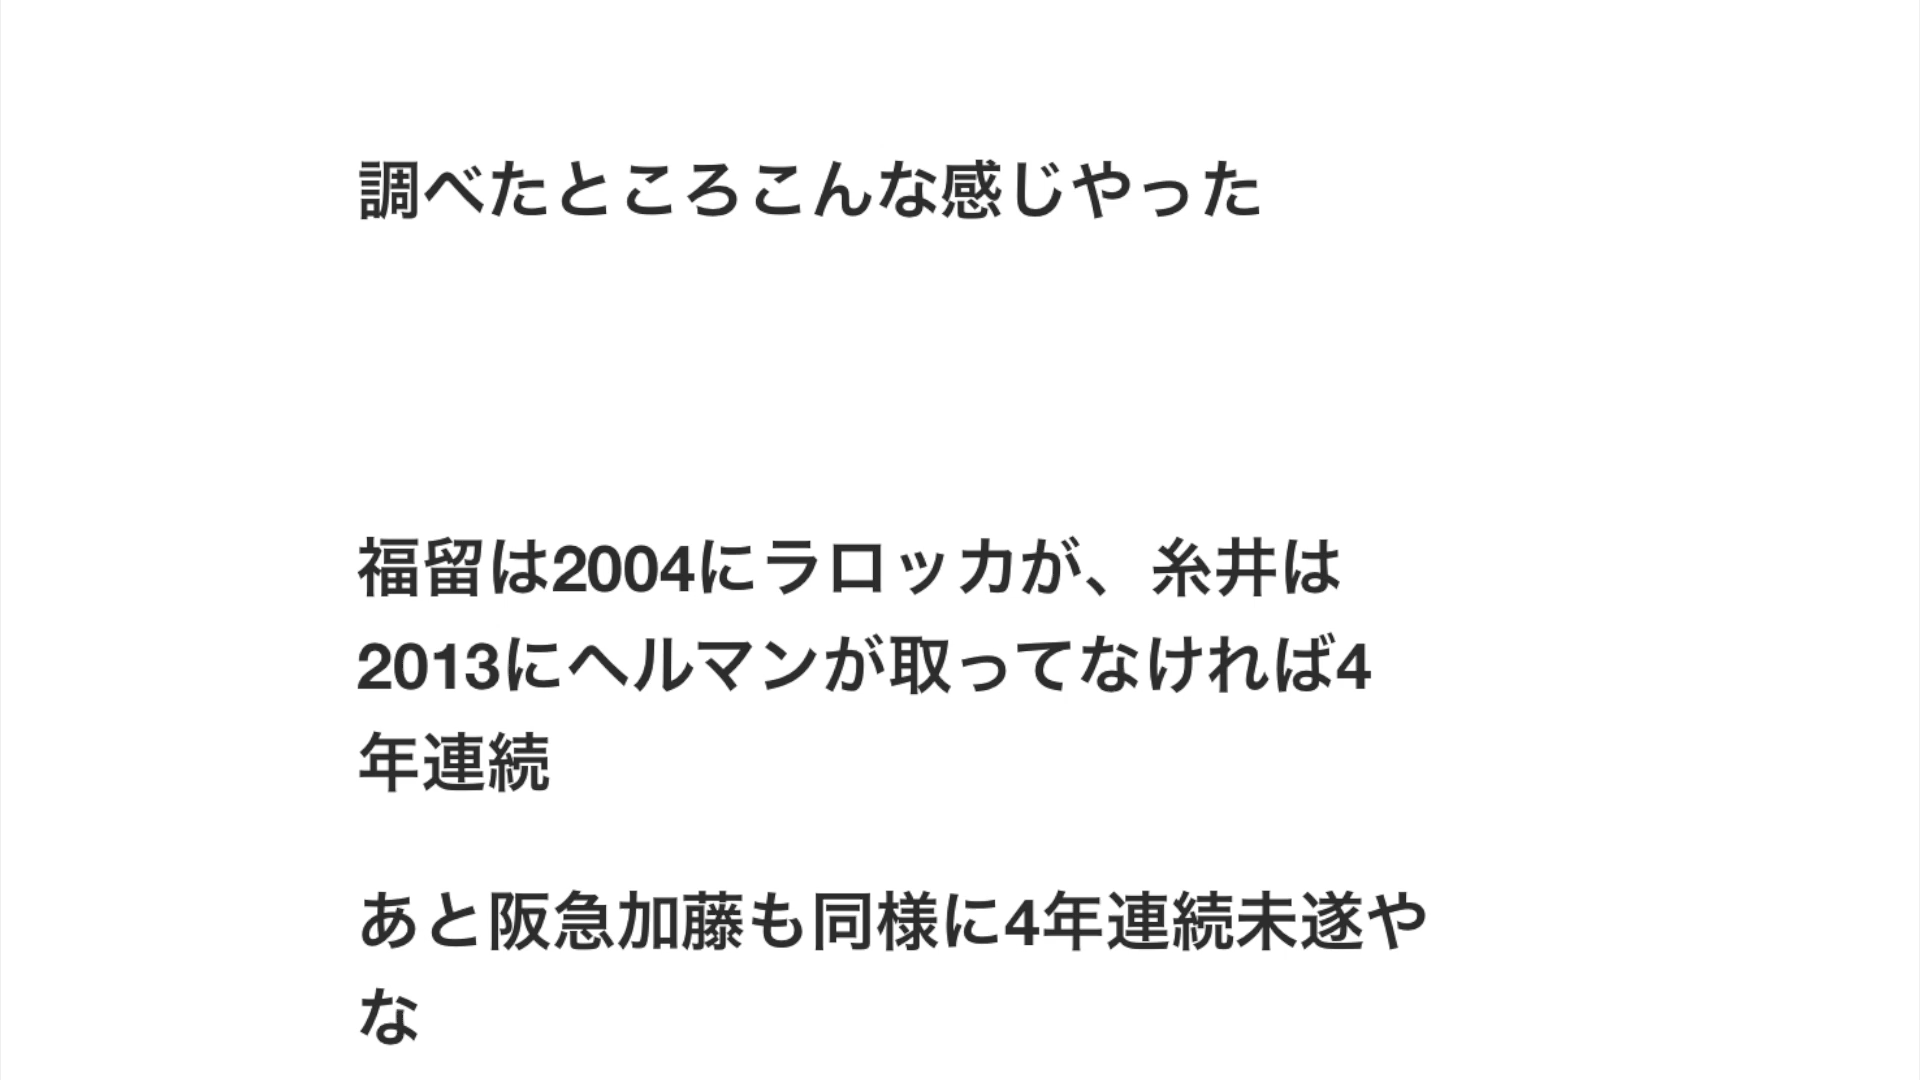 調べたところこんな感じやった
福留は2004にラロッカが、糸井は
2013にヘルマンが取ってなければ4
年連続
あと阪急加藤も同様に4年連続未遂や
な